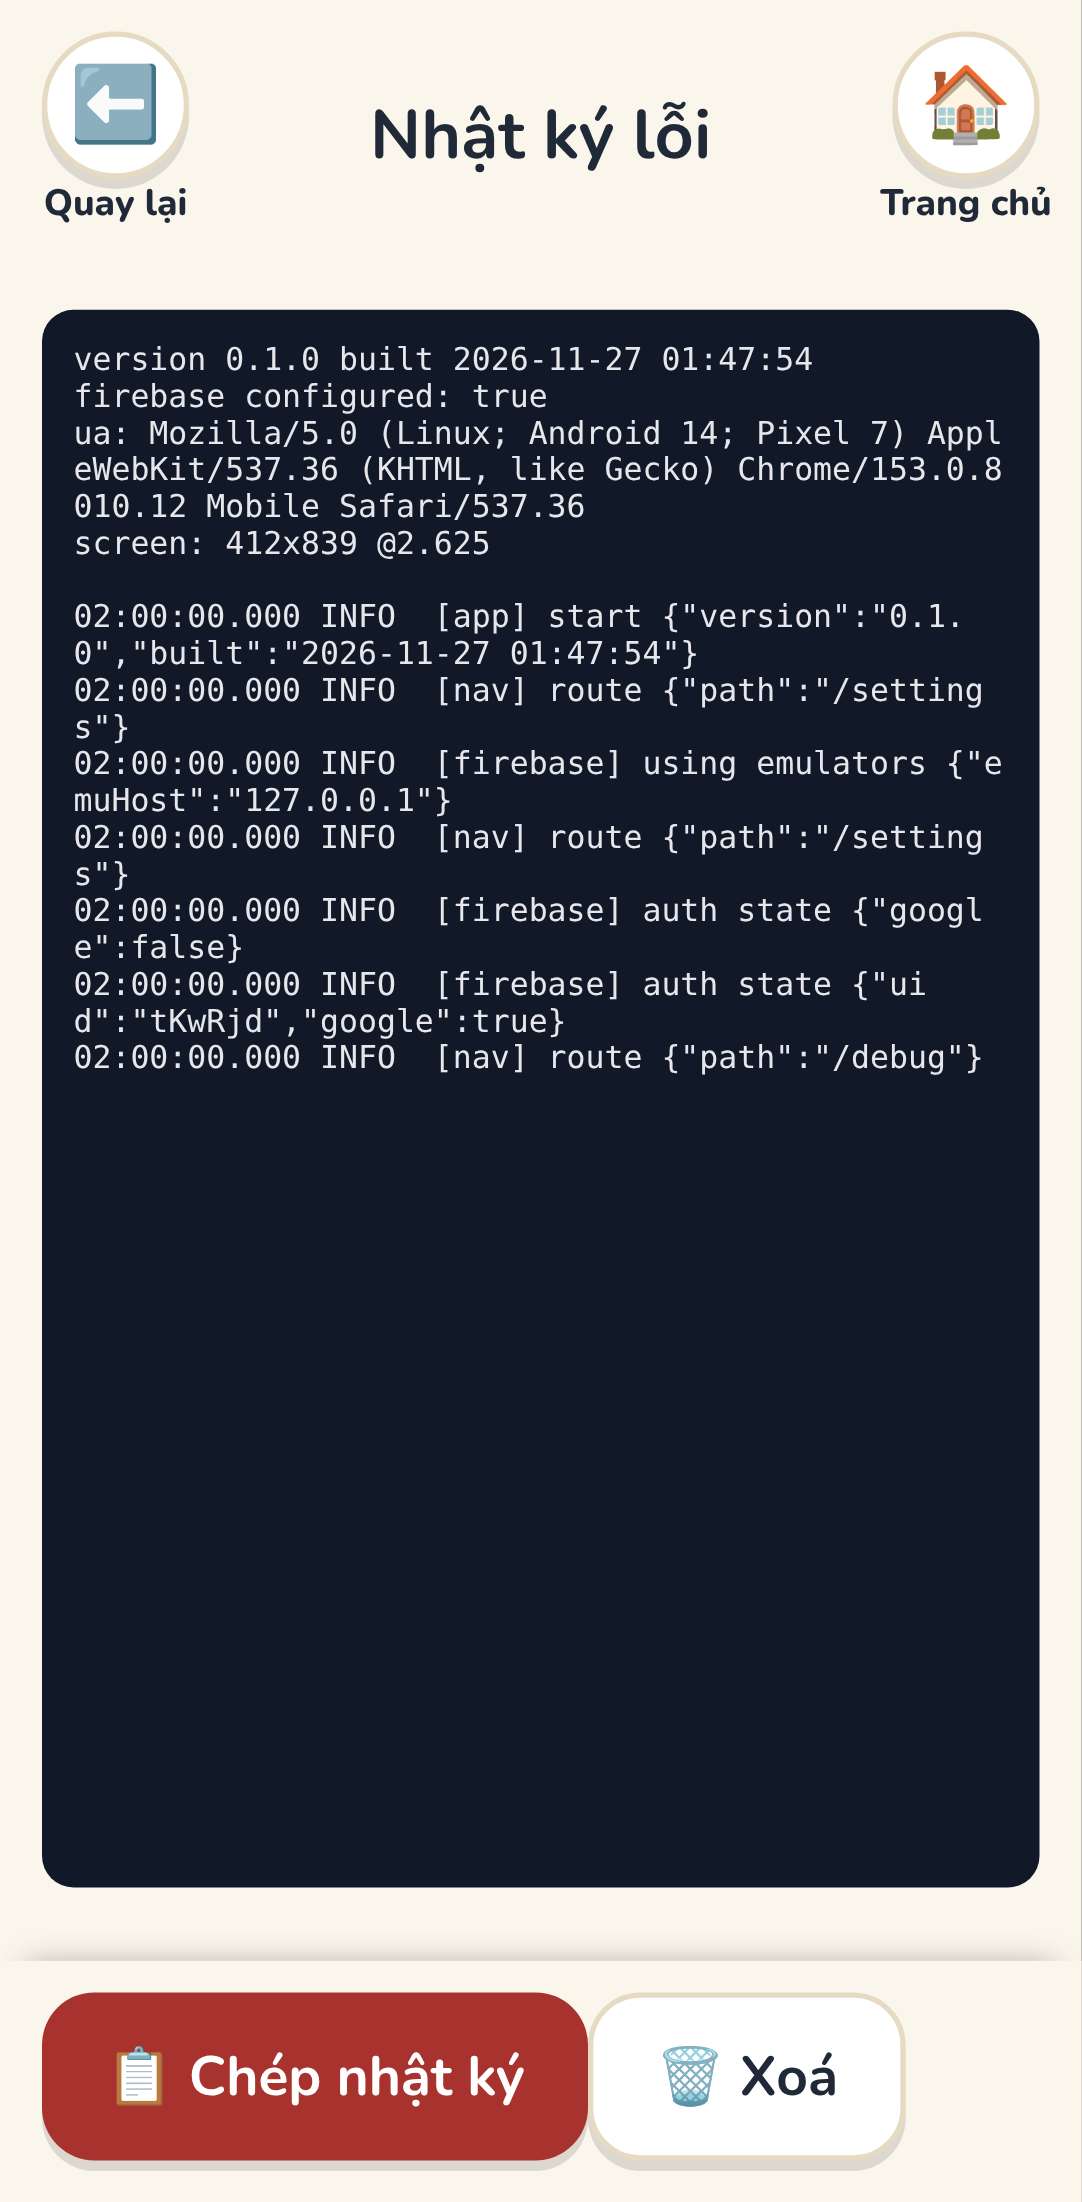 Nhật ký lỗi
Quay lại
Trang chủ
version 0.1.0 built 2026-11-27 01:47:54
firebase configured: true
ua: Mozilla/5.0 (Linux; Android 14; Pixel 7) Appl
eWebKit/537.36 (KHTML, like Gecko) Chrome/153.0.8
010.12 Mobile Safari/537.36
screen: 412x839 @2.625
02:00:00.000 INFO  [app] start {"version":"0.1.
0","built":"2026-11-27 01:47:54"}
02:00:00.000 INFO  [nav] route {"path":"/setting
s"}
02:00:00.000 INFO  [firebase] using emulators {"e
muHost":"127.0.0.1"}
02:00:00.000 INFO  [nav] route {"path":"/setting
s"}
02:00:00.000 INFO  [firebase] auth state {"googl
e":false}
02:00:00.000 INFO  [firebase] auth state {"ui
d":"tKwRjd","google":true}
02:00:00.000 INFO  [nav] route {"path":"/debug"}
Chép nhật ký
Xoá